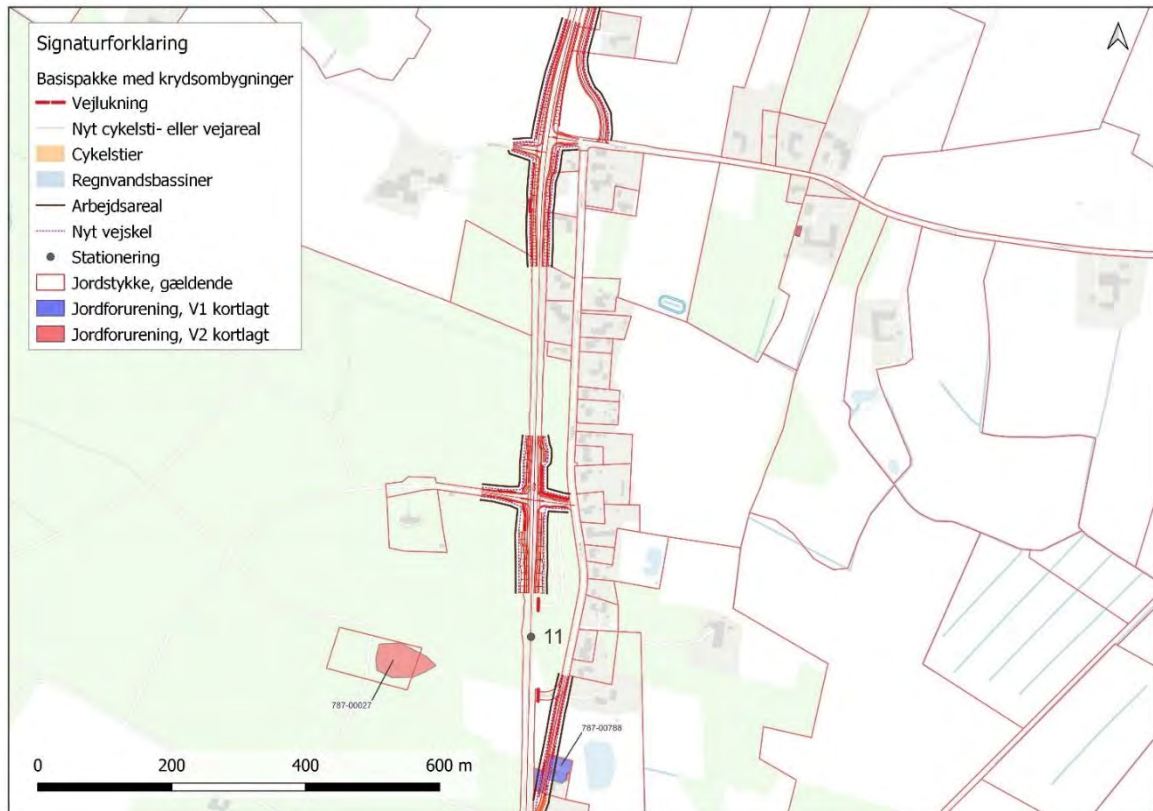 Signaturforklaring
Basispakke med krydsombygninger
Vejlukning
Nyt cykelsti- eller vejareal
Cykelstier
Regnvandsbassiner
Arbejdsareal
Nyt vejskel
Stationering
Jordstykke, gældende
Jordforurening, V1 kortlagt
Jordforurening, V2 kortlagt
11
787-00027
787-00788
0 200 400 600 m